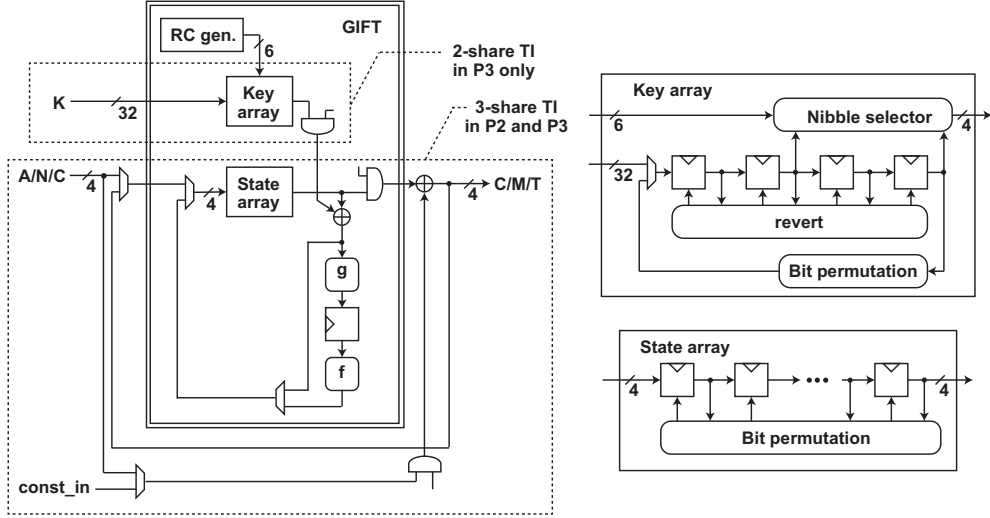 GIFT
RC gen.
6
2-share TI
in P3 only
K
32
Key
array
3-share TI
in P2 and P3
A/N/C
4
4
State
array
4
C/M/T
g
f
const_in
Key array
6
Nibble selector
4
32
revert
Bit permutation
State array
4
•••
4
Bit permutation